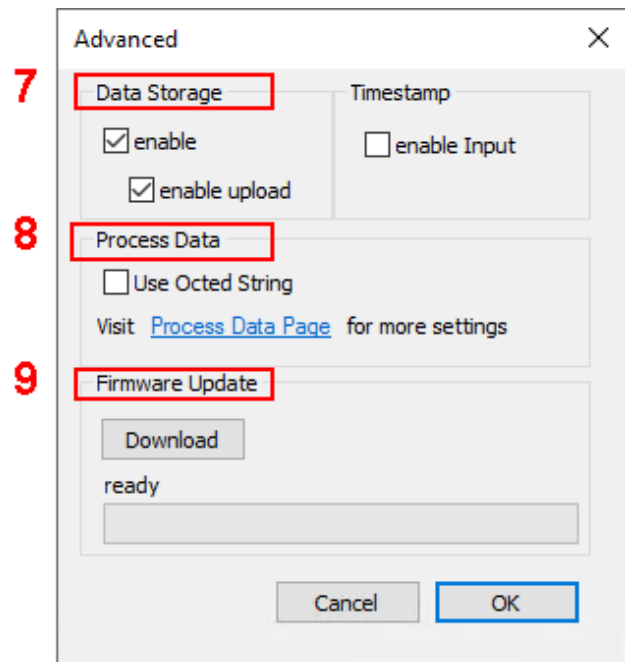 Advanced
7
Data Storage
Timestamp
enable
enable Input
enable upload
8
Process Data
Use Octed String
Visit Process Data Page for more settings
9
Firmware Update
Download
ready
Cancel
OK